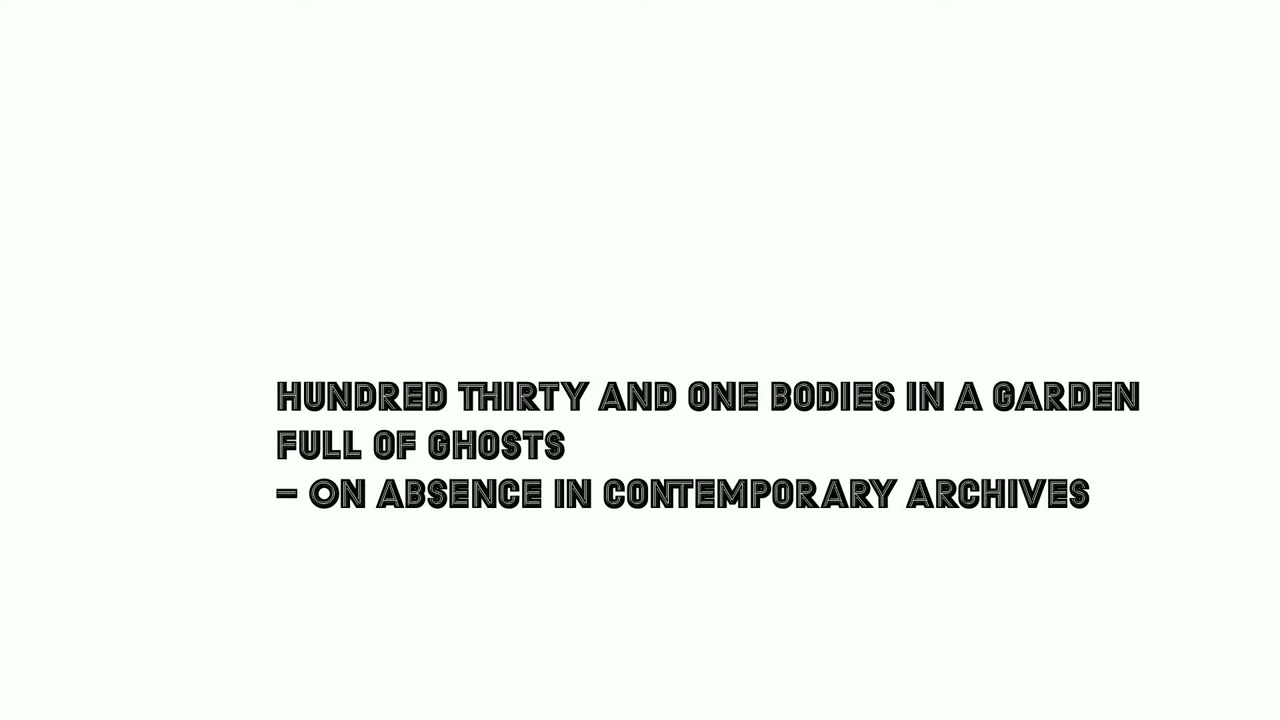 HUNDRED THIRTY AND ONE BODIES IN A GARDEN
FULL OF GHOSTS
– ON ABSENCE IN CONTEMPORARY ARCHIVES